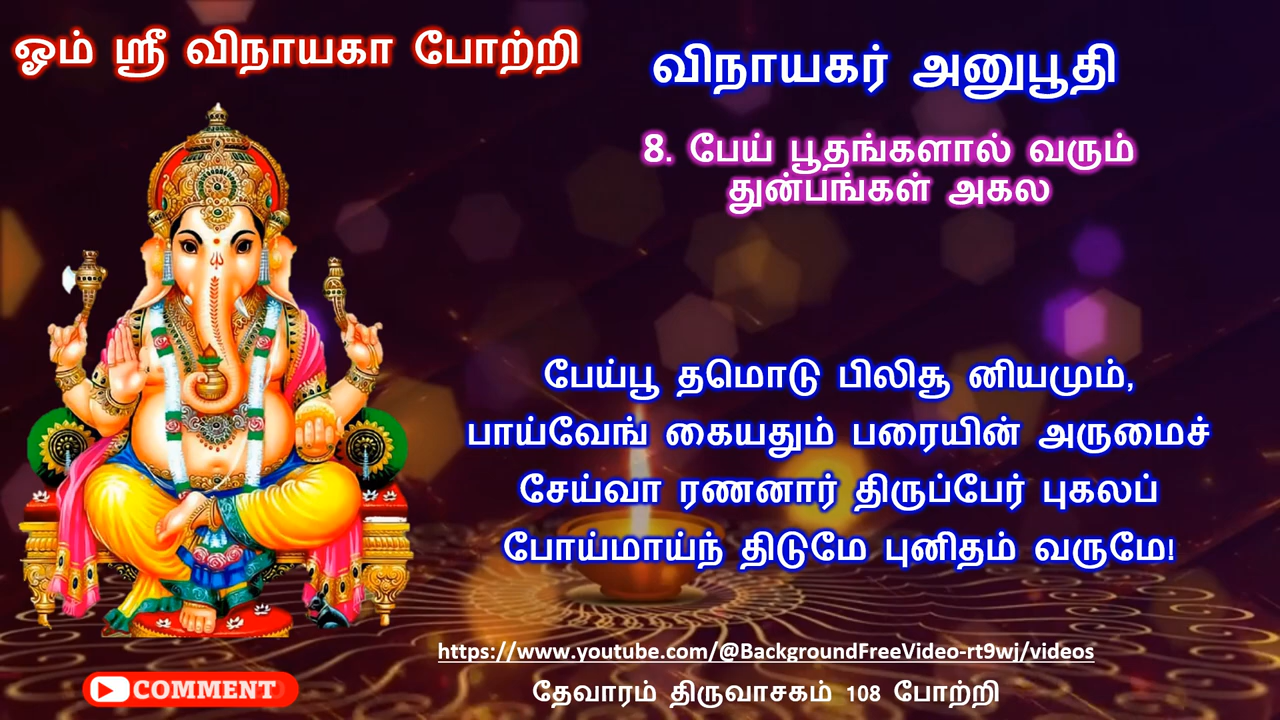 ஓம் ஸ்ரீ விநாயகா போற்றி
விநாயகர் அனுபூதி
8. பேய் பூதங்களால் வரும்
துன்பங்கள் அகல
பேய்பூ தமொடு பிலிசூ னியமும்,
பாய்வேங் கையதும் பரையின் அருமைச்
சேய்வா ரணனார் திருப்பேர் புகலப்
போய்மாய்ந் திடுமே புனிதம் வருமே!
https://www.youtube.com/@BackgroundFreeVideo-rt9wj/videos
COMMENT
தேவாரம் திருவாசகம் 108 போற்றி